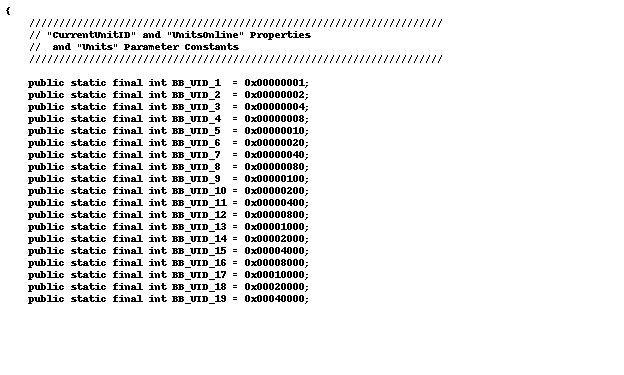 {
    //////////////////////////////////////////////////////////////////////
    // "CurrentUnitID" and "UnitsOnline" Properties
    //  and "Units" Parameter Constants
    //////////////////////////////////////////////////////////////////////

    public static final int BB_UID_1  = 0x00000001;
    public static final int BB_UID_2  = 0x00000002;
    public static final int BB_UID_3  = 0x00000004;
    public static final int BB_UID_4  = 0x00000008;
    public static final int BB_UID_5  = 0x00000010;
    public static final int BB_UID_6  = 0x00000020;
    public static final int BB_UID_7  = 0x00000040;
    public static final int BB_UID_8  = 0x00000080;
    public static final int BB_UID_9  = 0x00000100;
    public static final int BB_UID_10 = 0x00000200;
    public static final int BB_UID_11 = 0x00000400;
    public static final int BB_UID_12 = 0x00000800;
    public static final int BB_UID_13 = 0x00001000;
    public static final int BB_UID_14 = 0x00002000;
    public static final int BB_UID_15 = 0x00004000;
    public static final int BB_UID_16 = 0x00008000;
    public static final int BB_UID_17 = 0x00010000;
    public static final int BB_UID_18 = 0x00020000;
    public static final int BB_UID_19 = 0x00040000;